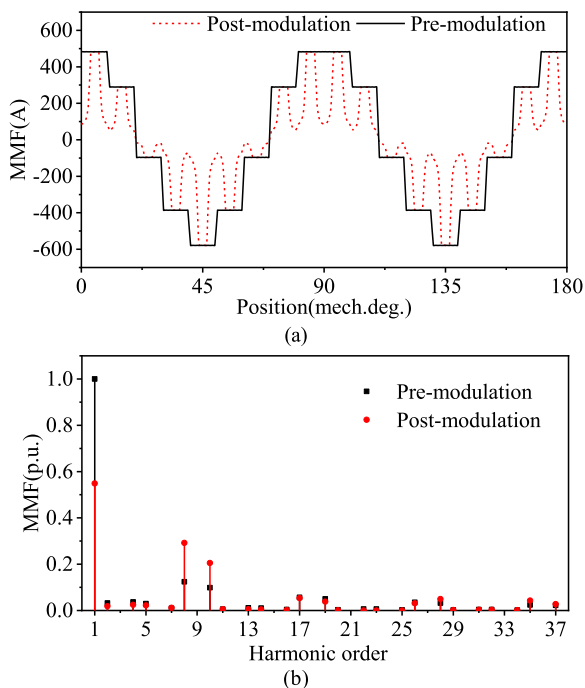 Post-modulation Pre-modulation
600
400
200
0
-200
-400
-600
MMF(A)
0 45 90 135 180
Position(mech.deg.)
(a)
1.0
0.8
0.6
0.4
0.2
0.0
MMF(p.u.)
Pre-modulation
Post-modulation
1 5 9 13 17 21 25 29 33 37
Harmonic order
(b)